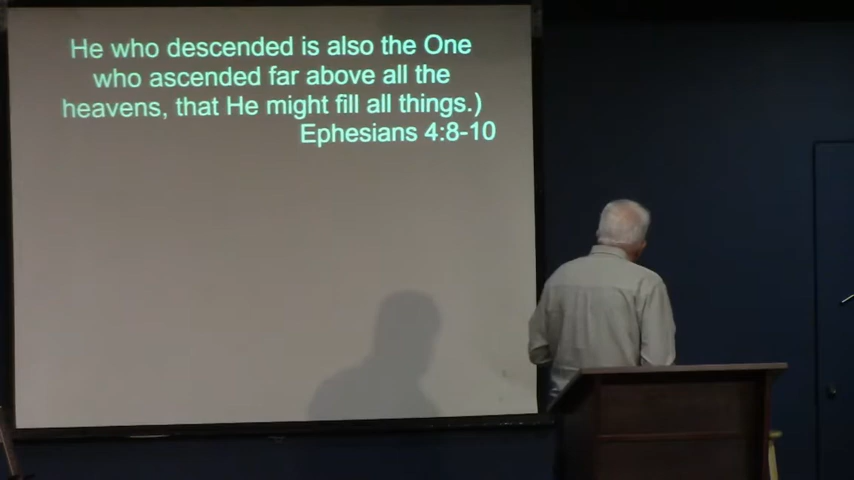 He who descended is also the One
who ascended far above all the
heavens, that He might fill all things.)
Ephesians 4:8-10